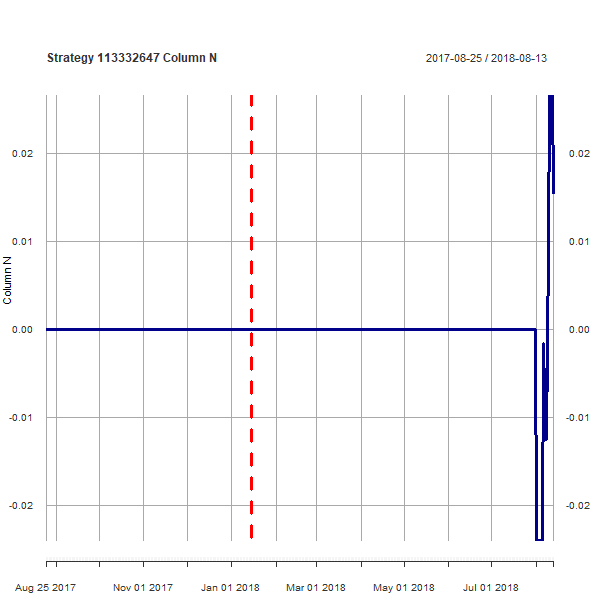 Strategy 113332647 Column N
2017-08-25 / 2018-08-13
0.02
0.02
0.01
0.01
Column N
0.00
0.00
-0.01
-0.01
-0.02
-0.02
Aug 25 2017
Nov 01 2017
Jan 01 2018
Mar 01 2018
May 01 2018
Jul 01 2018